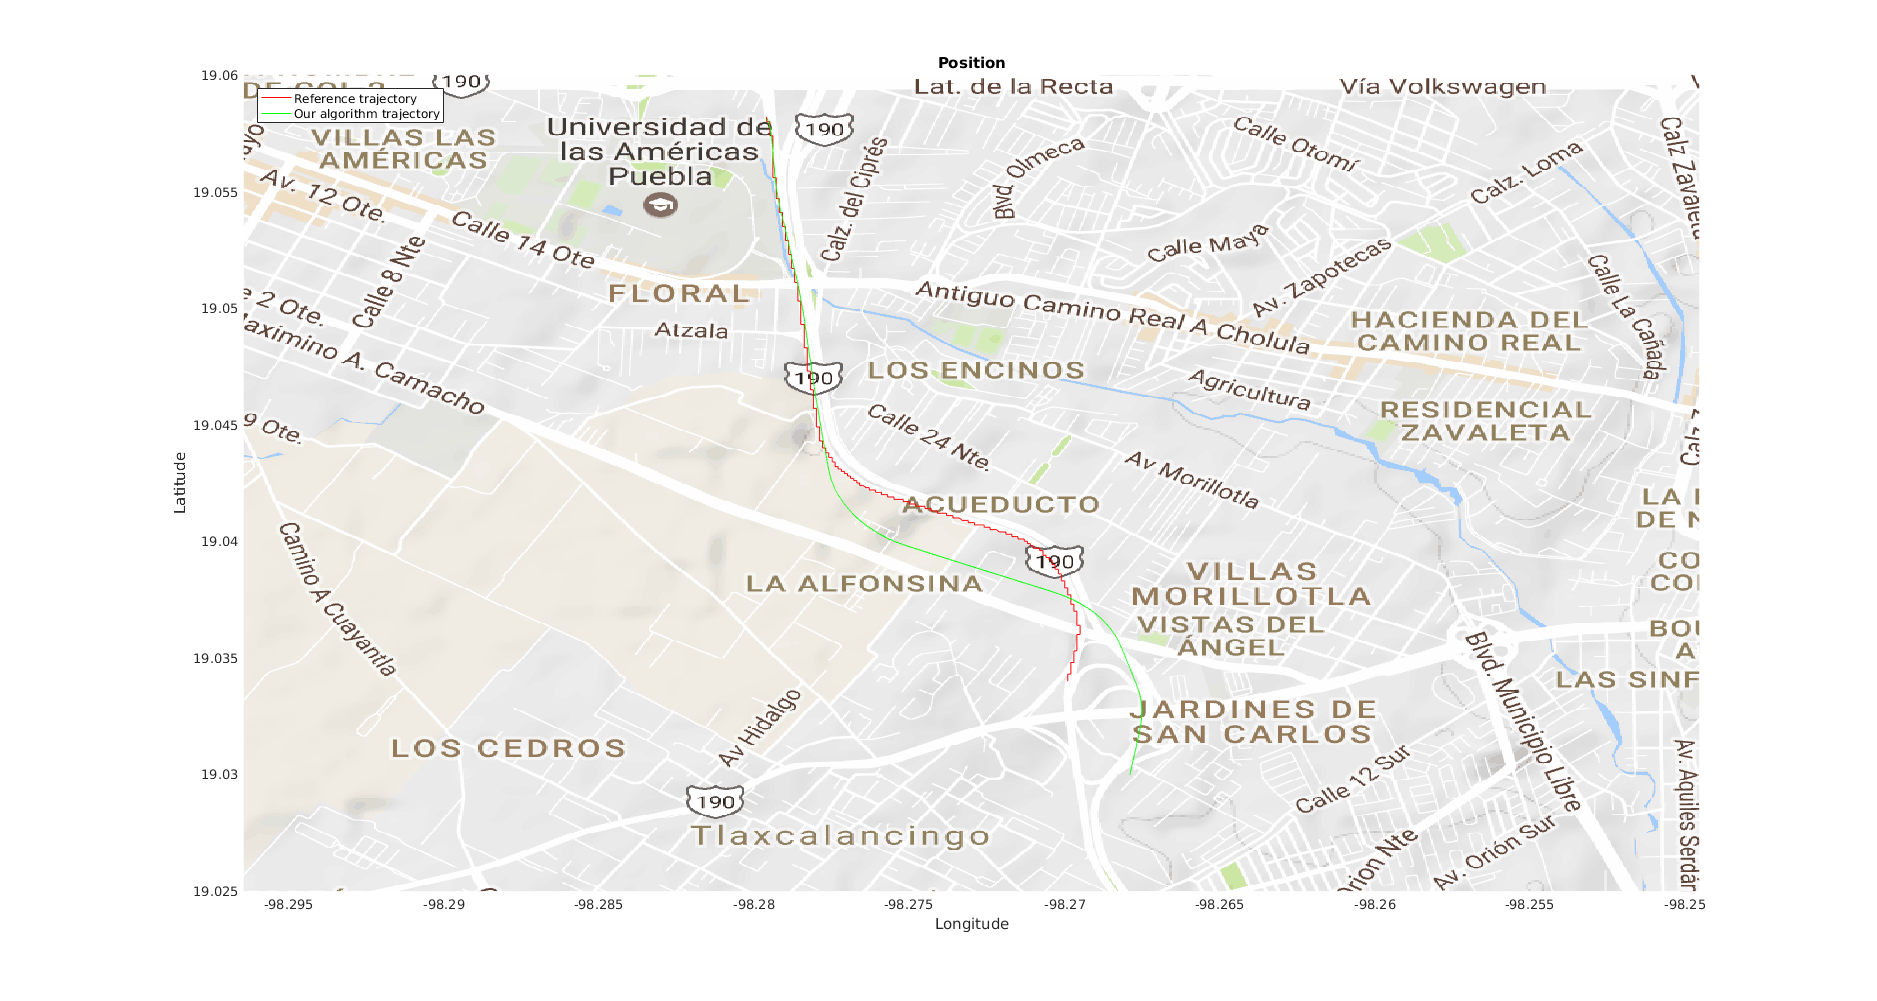 Position
19.06
19.055
19.05
19.045
19.04
19.035
19.03
19.025
Latitude
-98.295
-98.29
-98.285
-98.28
-98.275
-98.27
-98.265
-98.26
-98.255
-98.25
Longitude
Reference trajectory
Our algorithm trajectory
190
Lat. de la Recta
Vía Volkswagen
VILLAS LAS
AMÉRICAS
Universidad de
las Américas
Puebla
190
Calz. del Ciprés
Blvd. Olmeca
Calle Otomí
Calz. Loma
Calz Zavaleta
Av. 12 Ote.
Calle 14 Ote
Calle 8 Nte
Calle Maya
Av. Zapotecas
Calle La Cañada
FLORAL
Atzala
e 2 Ote.
Maximino A. Camacho
Antiguo Camino Real A Cholula
HACIENDA DEL
CAMINO REAL
190
LOS ENCINOS
Agricultura
RESIDENCIAL
ZAVALETA
9 Ote.
Calle 24 Nte.
Av Morillotla
ACUEDUCTO
LA
DE
Camino A Cuayantla
190
LA ALFONSINA
VILLAS
MORILLOTLA
VISTAS DEL
ÁNGEL
CO
COL
BOU
A
LAS SINF
Blvd. Municipio Libre
JARDINES DE
SAN CARLOS
LOS CEDROS
Av Hidalgo
190
Tlaxcalancingo
Calle 12 Sur
Orion Nte
Av. Orión Sur
Av. Aquiles Serdán